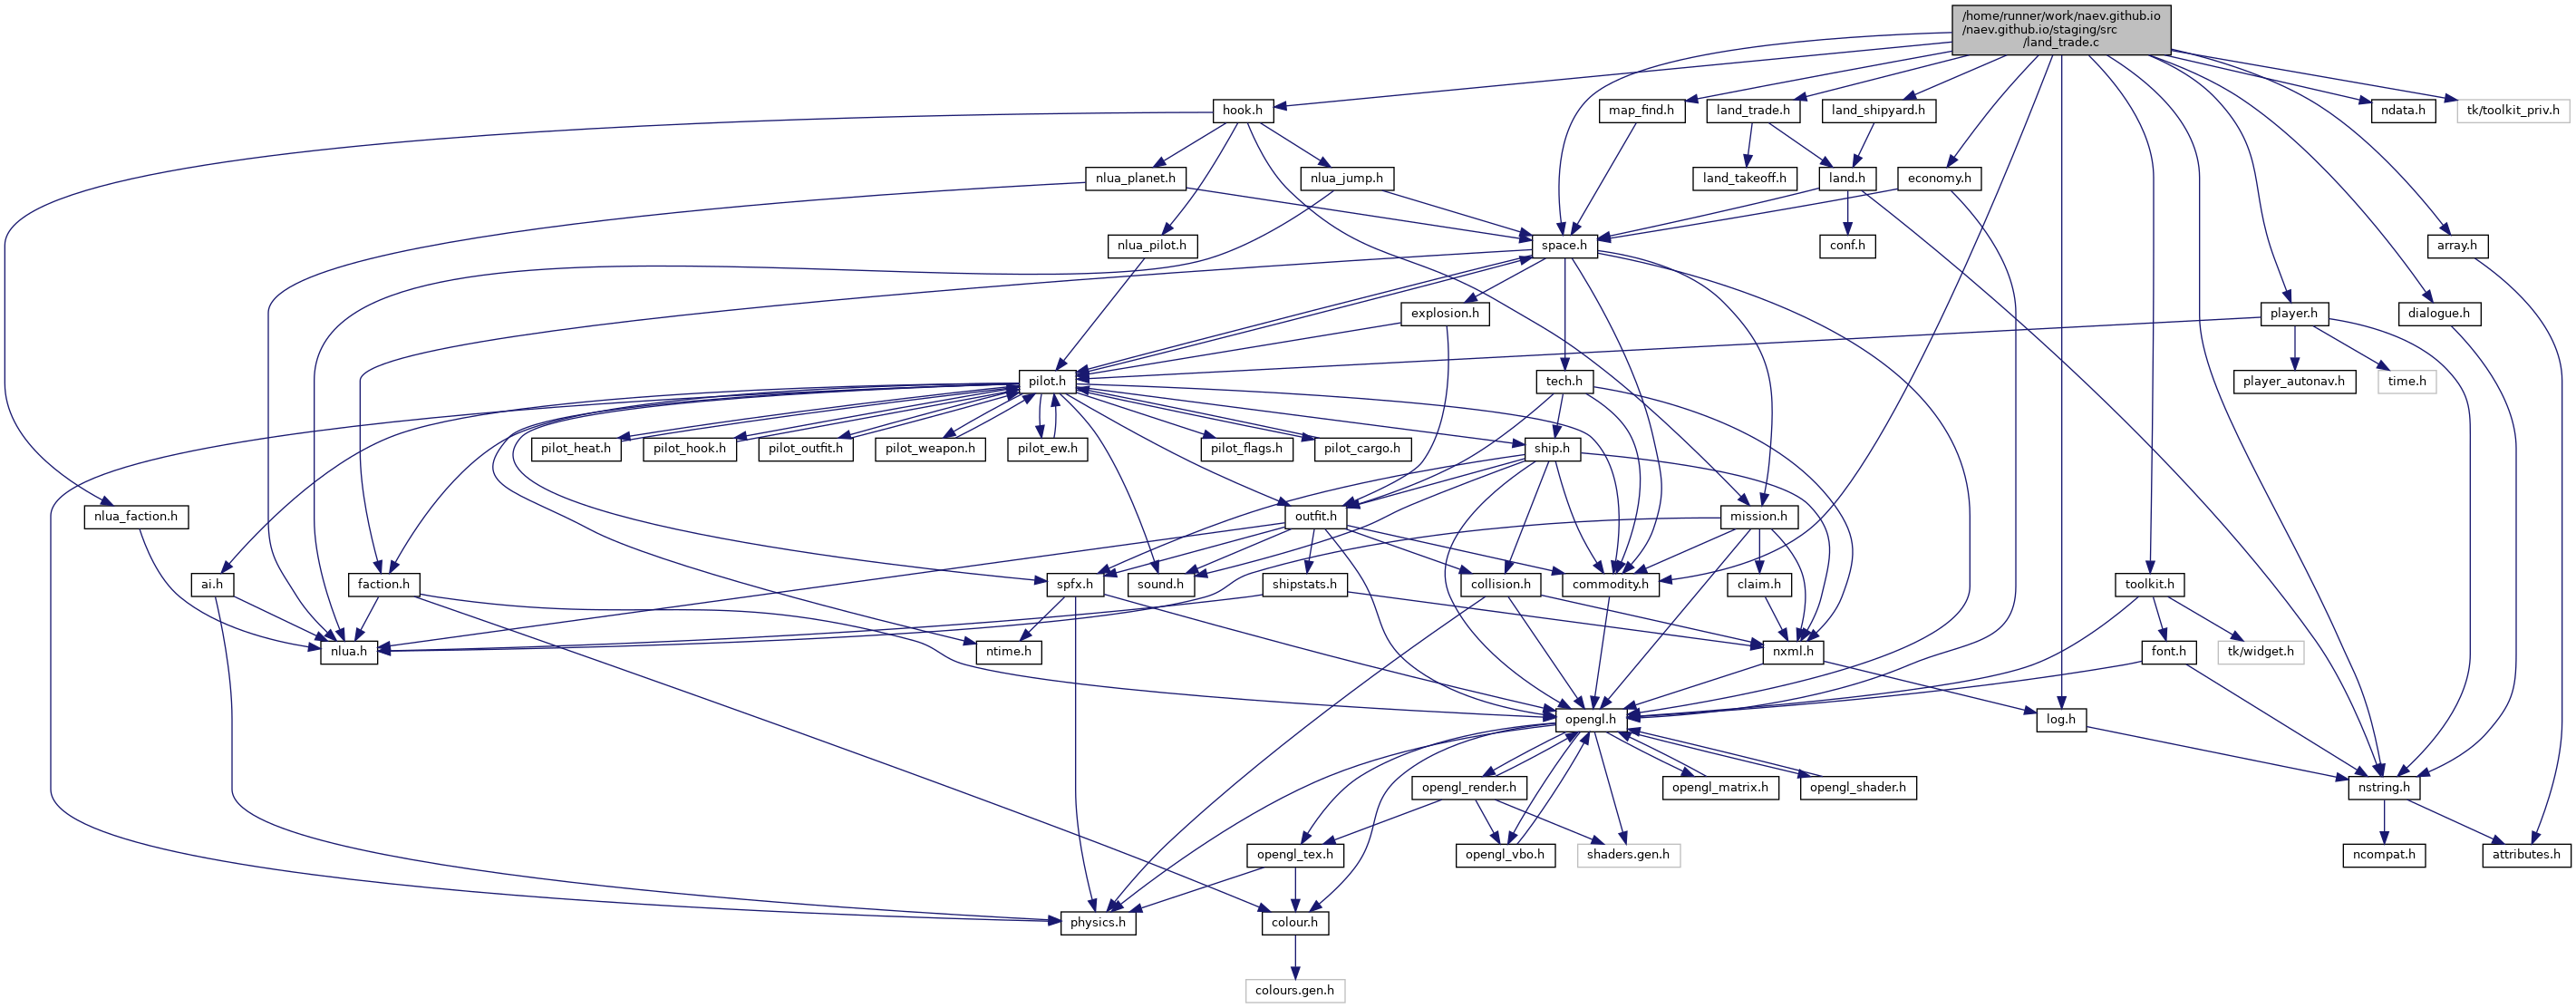 /home/runner/work/naev.github.io
/naev.github.io/staging/src
/land_trade.c
hook.h
map_find.h
land_trade.h
land_shipyard.h
ndata.h
tk/toolkit_priv.h
nlua_planet.h
nlua_jump.h
land_takeoff.h
land.h
economy.h
nlua_pilot.h
space.h
conf.h
array.h
explosion.h
player.h
dialogue.h
pilot.h
tech.h
player_autonav.h
time.h
pilot_heat.h
pilot_hook.h
pilot_outfit.h
pilot_weapon.h
pilot_ew.h
pilot_flags.h
pilot_cargo.h
ship.h
nlua_faction.h
outfit.h
mission.h
ai.h
faction.h
spfx.h
sound.h
shipstats.h
collision.h
commodity.h
claim.h
toolkit.h
nlua.h
ntime.h
nxml.h
font.h
tk/widget.h
opengl.h
log.h
opengl_render.h
opengl_matrix.h
opengl_shader.h
nstring.h
opengl_tex.h
opengl_vbo.h
shaders.gen.h
ncompat.h
attributes.h
physics.h
colour.h
colours.gen.h